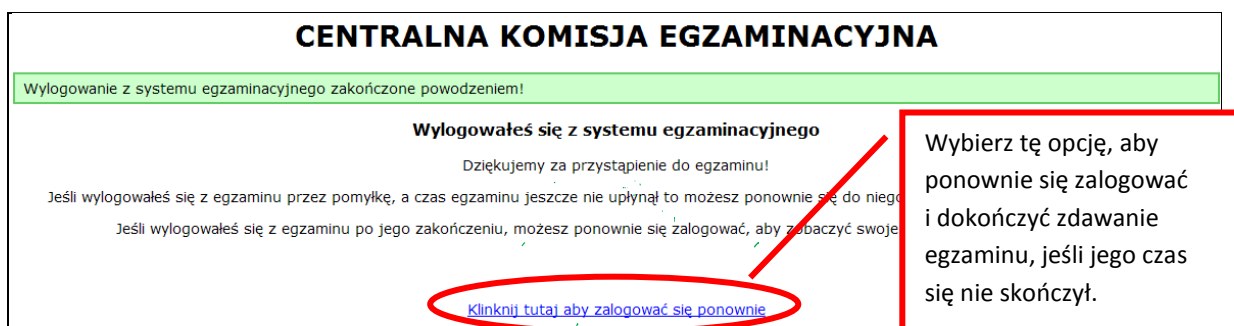 CENTRALNA KOMISJA EGZAMINACYJNA
Wylogowanie z systemu egzaminacyjnego zakończone powodzeniem!
Wylogowałeś się z systemu egzaminacyjnego
Dziękujemy za przystąpienie do egzaminu!
Jeśli wylogowałeś się z egzaminu przez pomyłkę, a czas egzaminu jeszcze nie upłynął to możesz ponownie się do niego
Jeśli wylogowałeś się z egzaminu po jego zakończeniu, możesz ponownie się zalogować, aby zobaczyć swoje
Klinknij tutaj aby zalogować się ponownie
Wybierz tę opcję, aby
ponownie się zalogować
i dokończyć zdawanie
egzaminu, jeśli jego czas
się nie skończył.